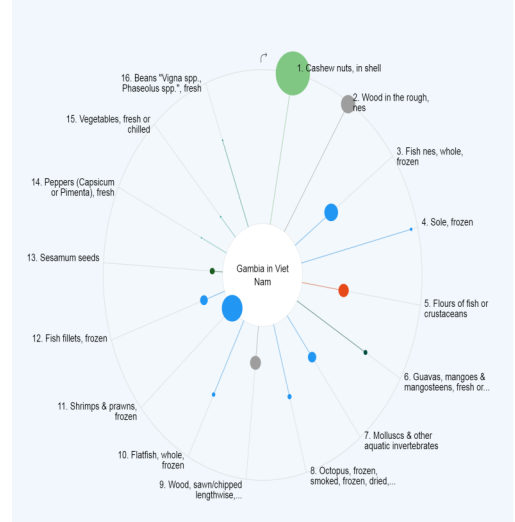 1. Cashew nuts, in shell
2. Wood in the rough,
nes
3. Fish nes, whole,
frozen
4. Sole, frozen
5. Flours of fish or
crustaceans
6. Guavas, mangoes &
mangosteens, fresh or...
7. Molluscs & other
aquatic invertebrates
8. Octopus, frozen,
smoked, frozen, dried,...
9. Wood, sawn/chipped
lengthwise,...
10. Flatfish, whole,
frozen
11. Shrimps & prawns,
frozen
12. Fish fillets, frozen
13. Sesamum seeds
14. Peppers (Capsicum
or Pimenta), fresh
15. Vegetables, fresh or
chilled
16. Beans "Vigna spp.,
Phaseolus spp.", fresh
Gambia in Viet
Nam